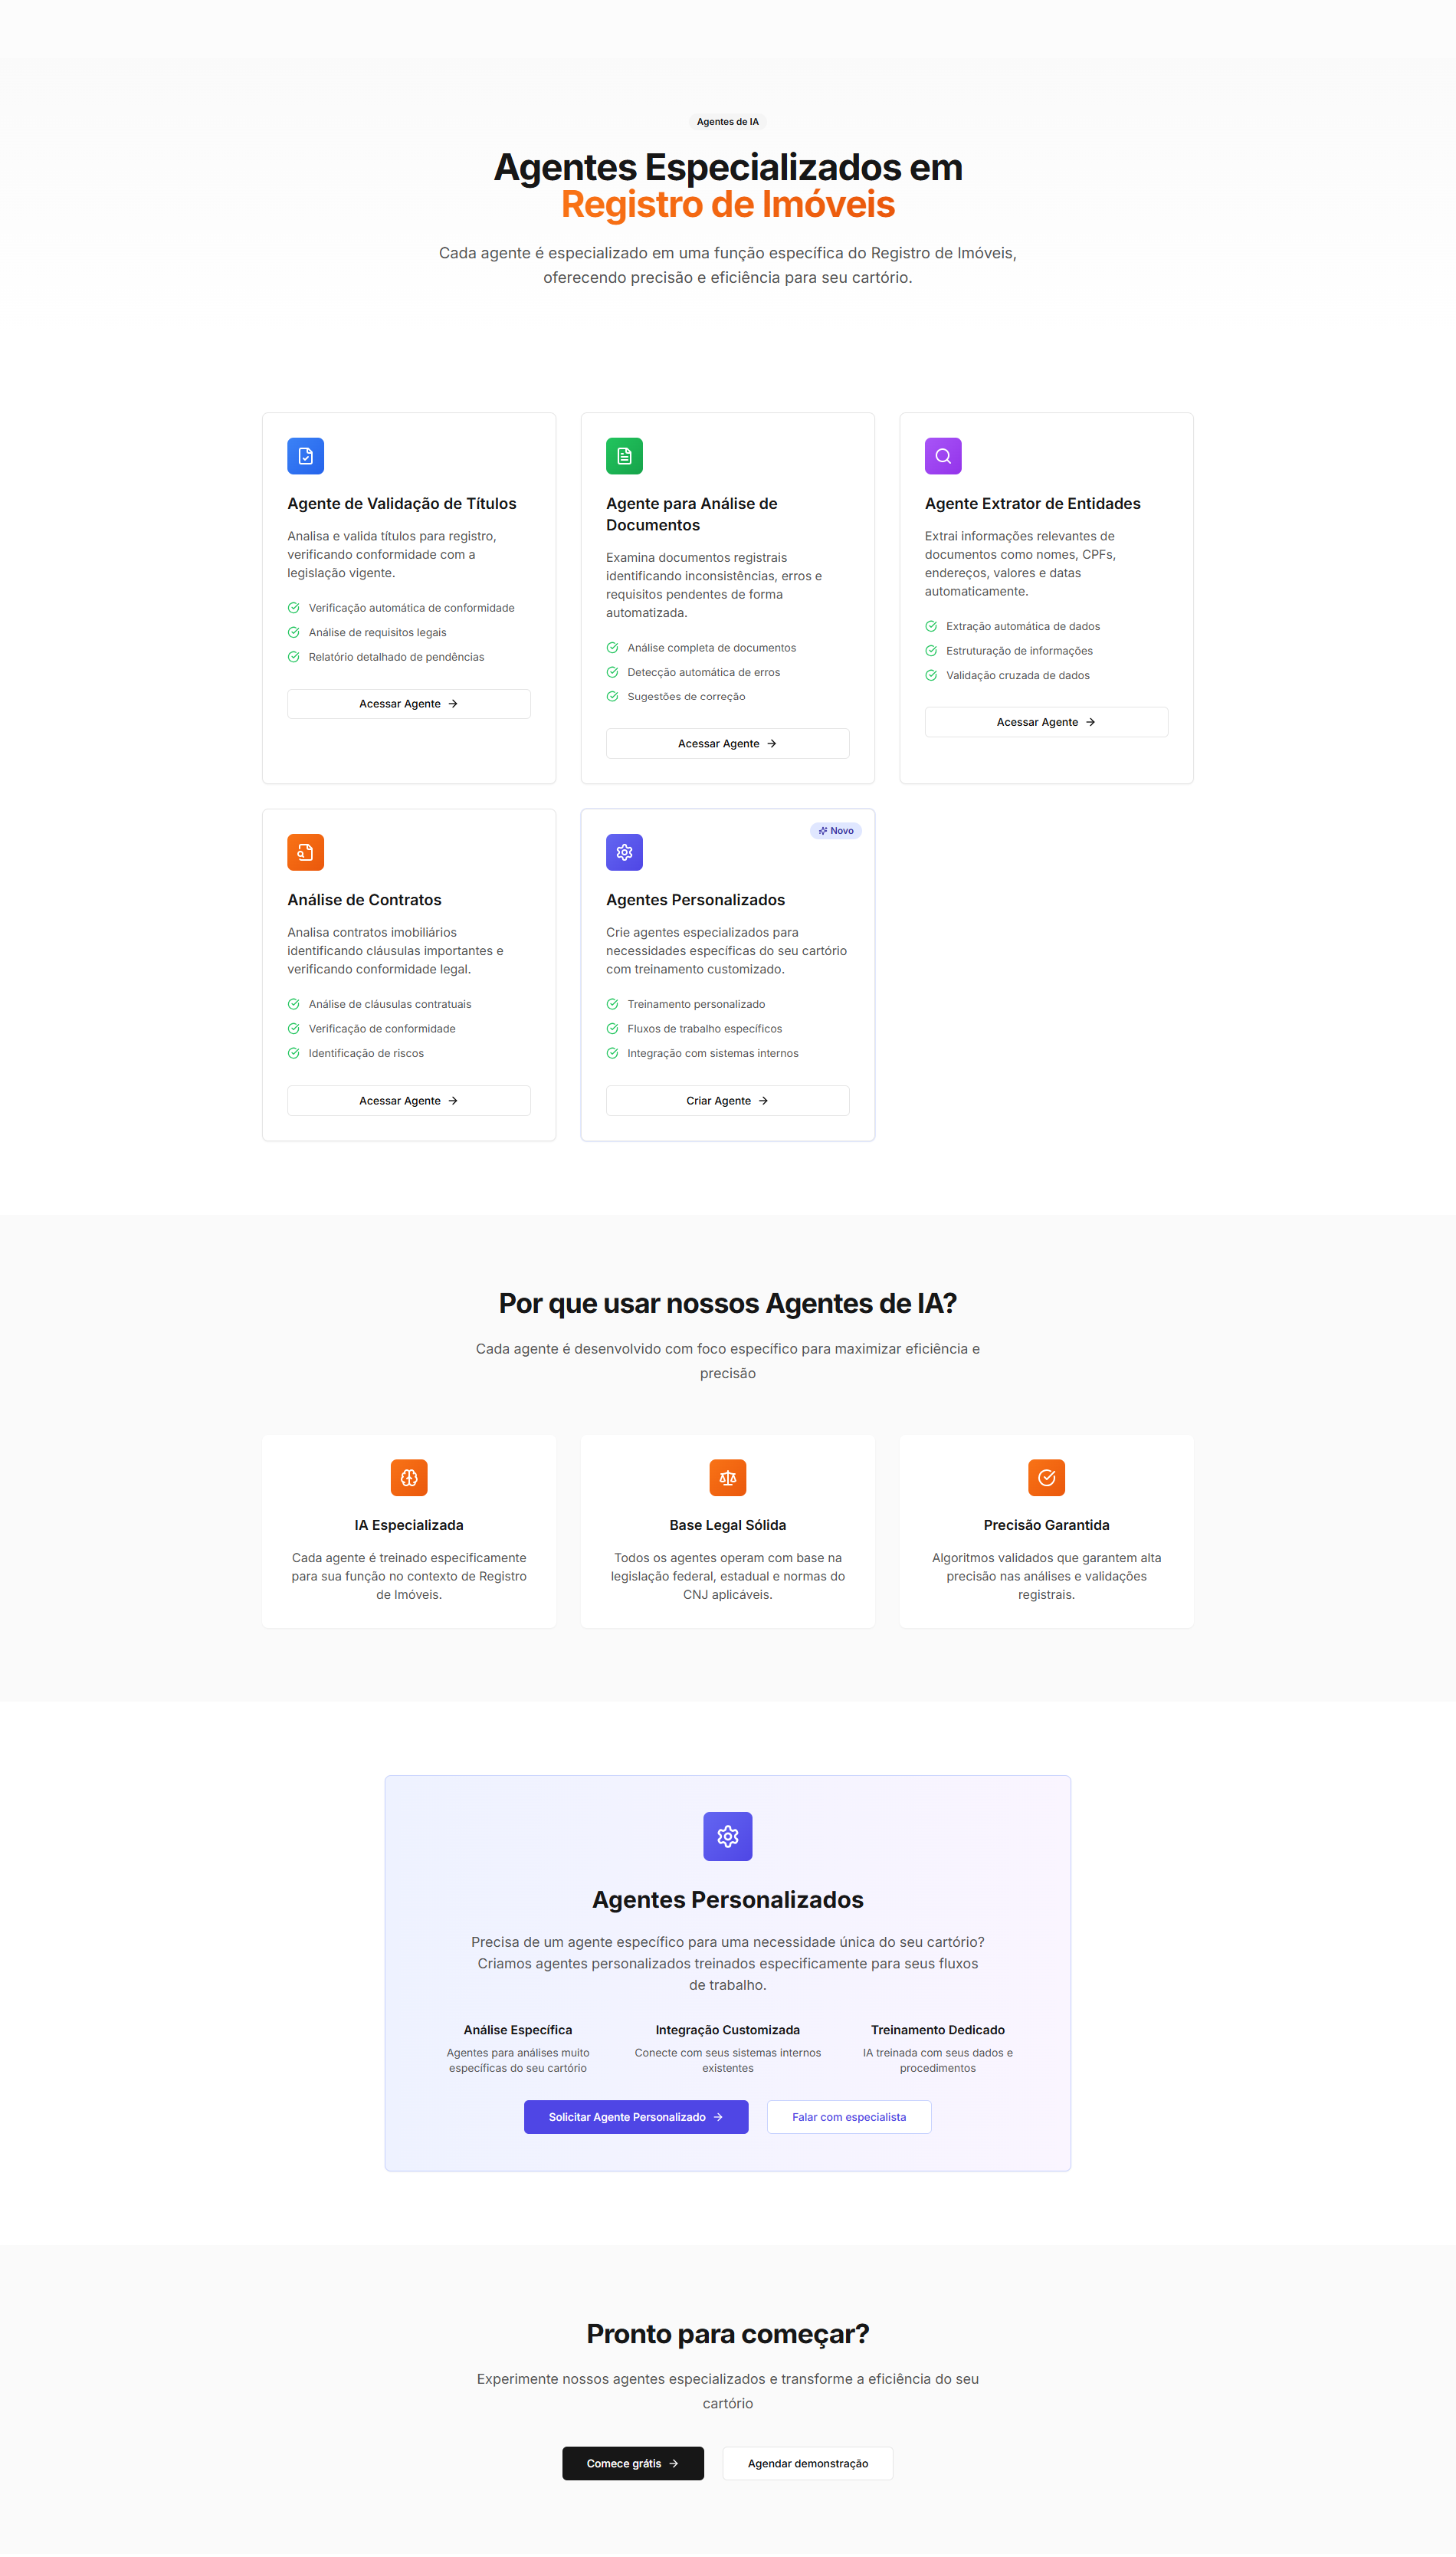 Agentes de IA
Agentes Especializados em
Registro de Imóveis
Cada agente é especializado em uma função específica do Registro de Imóveis,
oferecendo precisão e eficiência para seu cartório.
Agente de Validação de Títulos
Analisa e valida títulos para registro,
verificando conformidade com a
legislação vigente.
Verificação automática de conformidade
Análise de requisitos legais
Relatório detalhado de pendências
Acessar Agente
Agente para Análise de
Documentos
Examina documentos registrais
identificando inconsistências, erros e
requisitos pendentes de forma
automatizada.
Análise completa de documentos
Detecção automática de erros
Sugestões de correção
Acessar Agente
Agente Extrator de Entidades
Extrai informações relevantes de
documentos como nomes, CPFs,
endereços, valores e datas
automaticamente.
Extração automática de dados
Estruturação de informações
Validação cruzada de dados
Acessar Agente
Análise de Contratos
Analisa contratos imobiliários
identificando cláusulas importantes e
verificando conformidade legal.
Análise de cláusulas contratuais
Verificação de conformidade
Identificação de riscos
Acessar Agente
Novo
Agentes Personalizados
Crie agentes especializados para
necessidades específicas do seu cartório
com treinamento customizado.
Treinamento personalizado
Fluxos de trabalho específicos
Integração com sistemas internos
Criar Agente
Por que usar nossos Agentes de IA?
Cada agente é desenvolvido com foco específico para maximizar eficiência e
precisão
IA Especializada
Cada agente é treinado especificamente
para sua função no contexto de Registro
de Imóveis.
Base Legal Sólida
Todos os agentes operam com base na
legislação federal, estadual e normas do
CNJ aplicáveis.
Precisão Garantida
Algoritmos validados que garantem alta
precisão nas análises e validações
registrais.
Agentes Personalizados
Precisa de um agente específico para uma necessidade única do seu cartório?
Criamos agentes personalizados treinados especificamente para seus fluxos
de trabalho.
Análise Específica
Agentes para análises muito
específicas do seu cartório
Integração Customizada
Conecte com seus sistemas internos
existentes
Treinamento Dedicado
IA treinada com seus dados e
procedimentos
Solicitar Agente Personalizado
Falar com especialista
Pronto para começar?
Experimente nossos agentes especializados e transforme a eficiência do seu
cartório
Comece grátis
Agendar demonstração